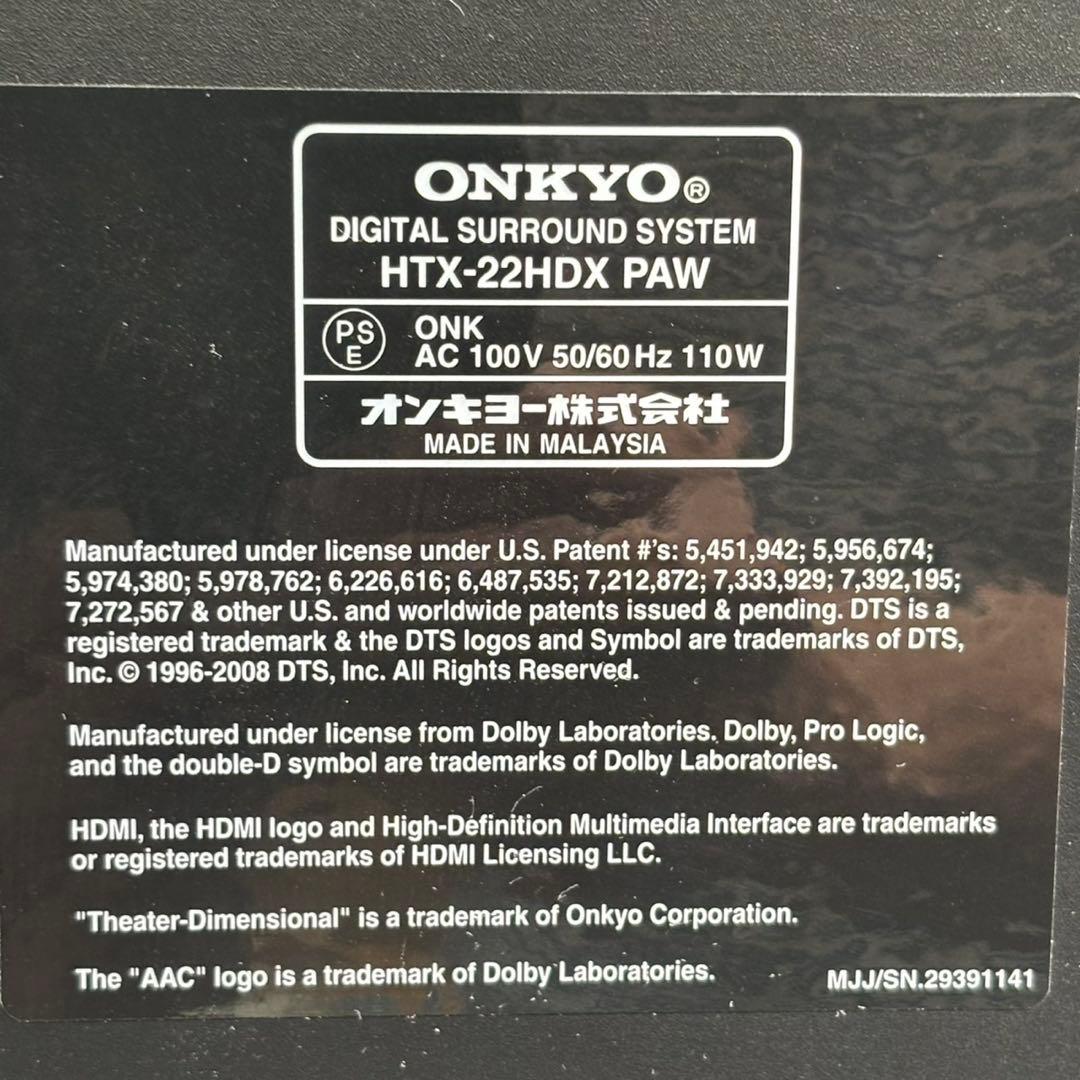 ONKYO®
DIGITAL SURROUND SYSTEM
HTX-22HDX PAW
PS
E
ONK
AC 100V 50/60Hz 110W
オンキヨー株式会社
MADE IN MALAYSIA
Manufactured under license under U.S. Patent #'s: 5,451,942; 5,956,674;
5,974,380; 5,978,762; 6,226,616; 6,487,535; 7,212,872; 7,333,929; 7,392,195;
7,272,567 & other U.S. and worldwide patents issued & pending. DTS is a
registered trademark & the DTS logos and Symbol are trademarks of DTS,
Inc. © 1996-2008 DTS, Inc. All Rights Reserved.
Manufactured under license from Dolby Laboratories. Dolby, Pro Logic,
and the double-D symbol are trademarks of Dolby Laboratories.
HDMI, the HDMI logo and High-Definition Multimedia Interface are trademarks
or registered trademarks of HDMI Licensing LLC.
"Theater-Dimensional" is a trademark of Onkyo Corporation.
The "AAC" logo is a trademark of Dolby Laboratories.
MJJ/SN.29391141